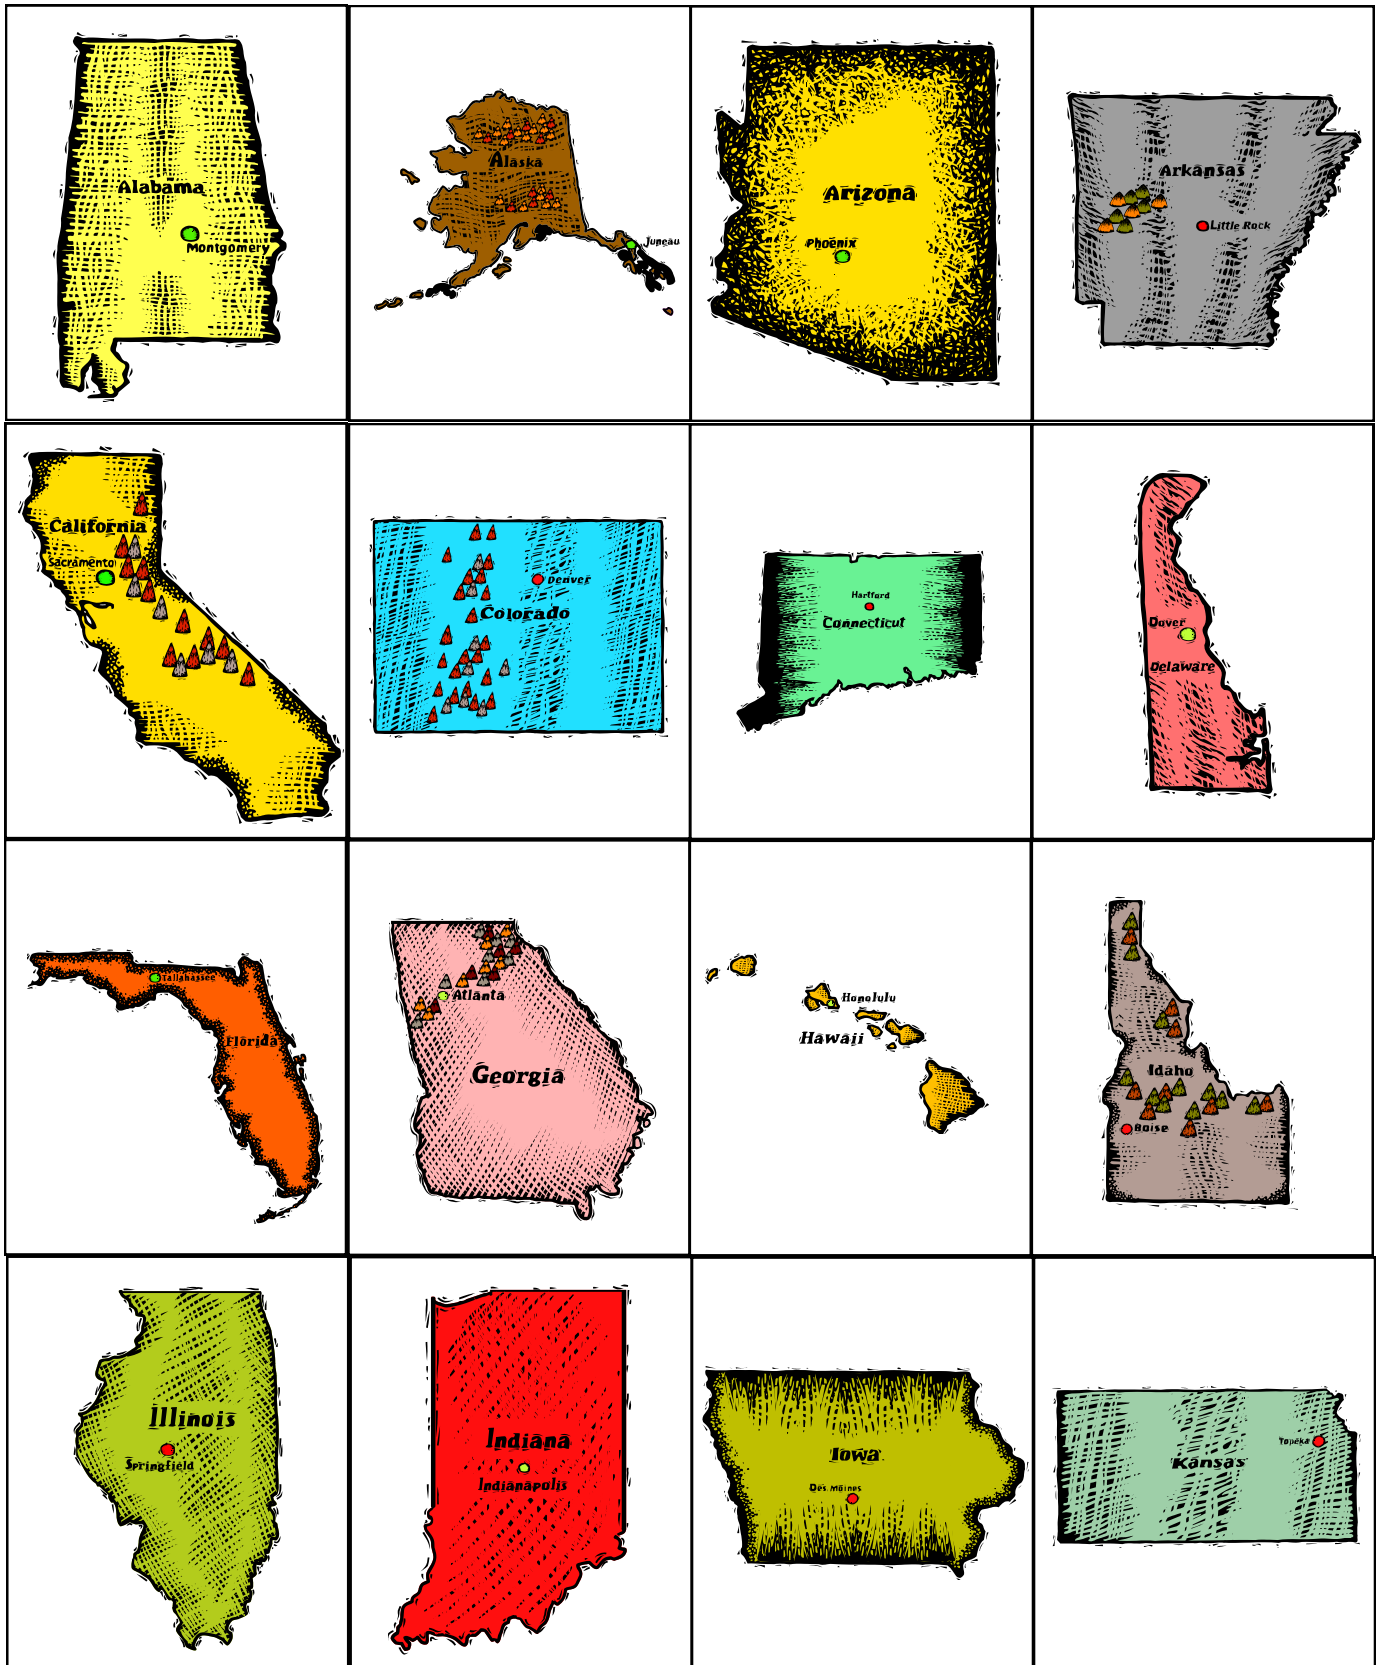 Alabama
Montgomery
Alaska
Juneau
Arizona
Phoenix
Arkansas
Little Rock
California
Sacramento
Denver
Colorado
Hartford
Connecticut
Dover
Delaware
Tallahassee
Florida
Atlanta
Georgia
Honolulu
Hawaii
Idaho
Boise
Illinois
Springfield
Indiana
Indianapolis
Iowa
Des Moines
Topeka
Kansas